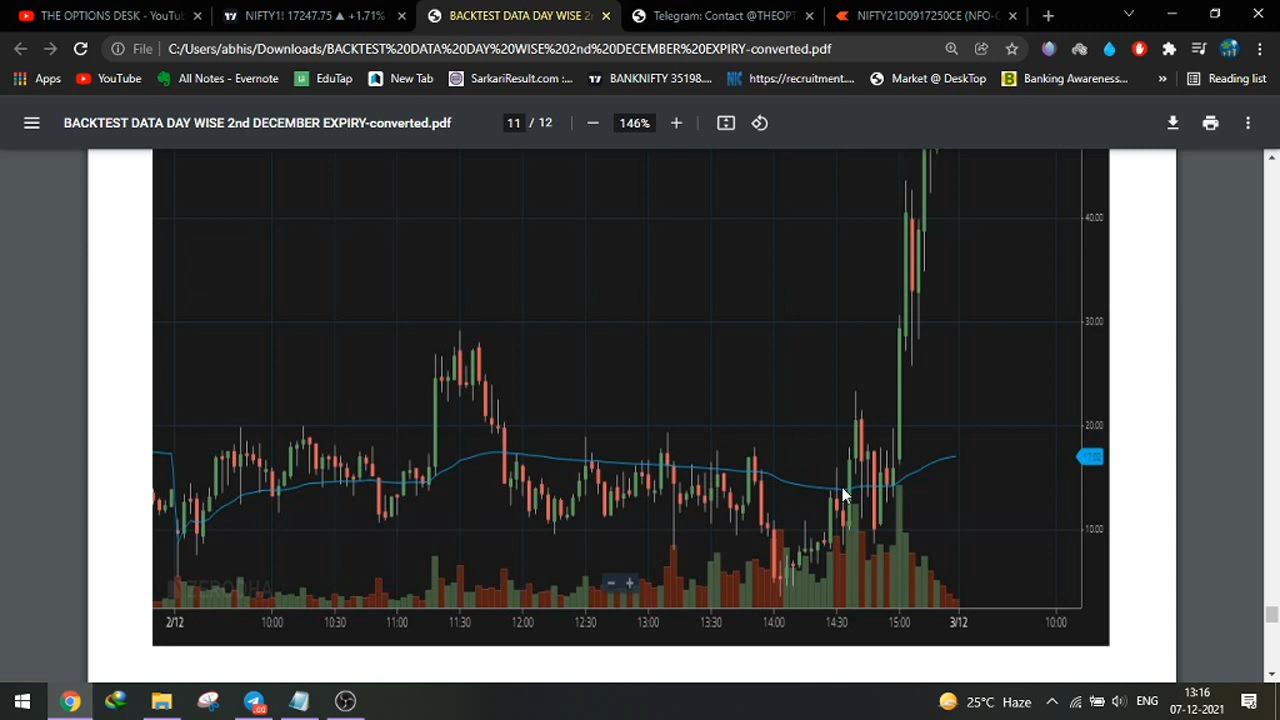 THE OPTIONS DESK - YouTu
NIFTY1! 17247.75 ▲ +1.71%
BACKTEST DATA DAY WISE 2
Telegram: Contact @THEOPT
NIFTY21D0917250CE (NFO-O
File
C:/Users/abhis/Downloads/BACKTEST%20DATA%20DAY%20WISE%202nd%20DECEMBER%20EXPIRY-converted.pdf
Apps
YouTube
All Notes - Evernote
EduTap
New Tab
SarkariResult.com :...
BANKNIFTY 35198....
https://recruitment....
Market @ DeskTop
Banking Awareness...
»
Reading list
BACKTEST DATA DAY WISE 2nd DECEMBER EXPIRY-converted.pdf
11 / 12
146%
40.00
30.00
20.00
17.02
10.00
ZERODHA
2/12 10:00 10:30 11:00 11:30 12:00 12:30 13:00 13:30 14:00 14:30 15:00 3/12 10:00
25°C Haze
ENG
13:16
07-12-2021